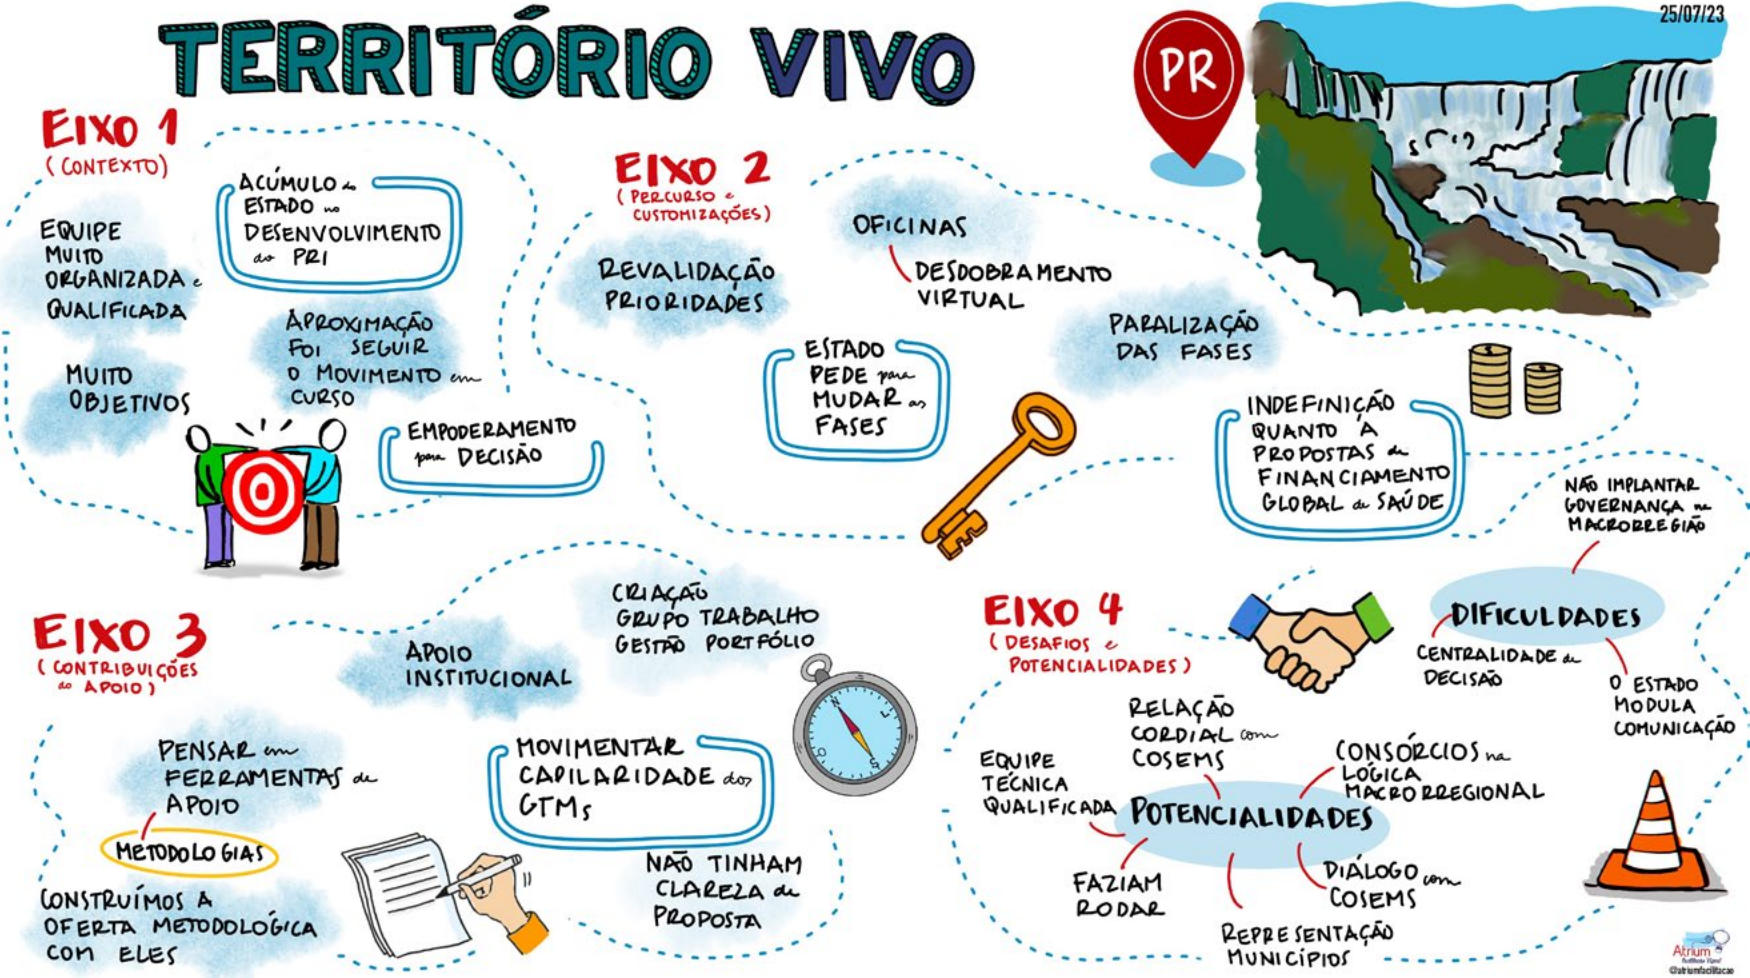 25/07/23
TERRITÓRIO VIVO
PR
EIXO 1
(CONTEXTO)
EQUIPE
MUITO
ORGANIZADA e
QUALIFICADA
MUITO
OBJETIVOS
ACÚMULO do
ESTADO no
DESENVOLVIMENTO
do PRI
APROXIMAÇÃO
FOI SEGUIR
O MOVIMENTO em
CURSO
EMPODERAMENTO
para DECISÃO
EIXO 2
(PERCURSO e
CUSTOMIZAÇÕES)
REVALIDAÇÃO
PRIORIDADES
OFICINAS
DESDOBRAMENTO
VIRTUAL
ESTADO
PEDE para
MUDAR as
FASES
PARALIZAÇÃO
DAS FASES
INDEFINIÇÃO
QUANTO À
PROPOSTAS de
FINANCIAMENTO
GLOBAL da SAÚDE
EIXO 3
(CONTRIBUIÇÕES
do APOIO)
PENSAR em
FERRAMENTAS de
APOIO
METODOLOGIAS
CONSTRUÍMOS A
OFERTA METODOLÓGICA
COM ELES
APOIO
INSTITUCIONAL
CRIAÇÃO
GRUPO TRABALHO
GESTÃO PORTFÓLIO
MOVIMENTAR
CAPILARIDADE dos
GTMs
NÃO TINHAM
CLAREZA da
PROPOSTA
N
L
S
O
EIXO 4
(DESAFIOS e
POTENCIALIDADES)
DIFICULDADES
NÃO IMPLANTAR
GOVERNANÇA na
MACRORREGIÃO
CENTRALIDADE da
DECISÃO
O ESTADO
MODULA
COMUNICAÇÃO
POTENCIALIDADES
EQUIPE
TÉCNICA
QUALIFICADA
RELAÇÃO
CORDIAL com
COSEMS
CONSÓRCIOS na
LÓGICA
MACRORREGIONAL
FAZIAM
RODAR
REPRESENTAÇÃO
MUNICÍPIOS
DIÁLOGO com
COSEMS
Atrium
@atriumfacilitacao